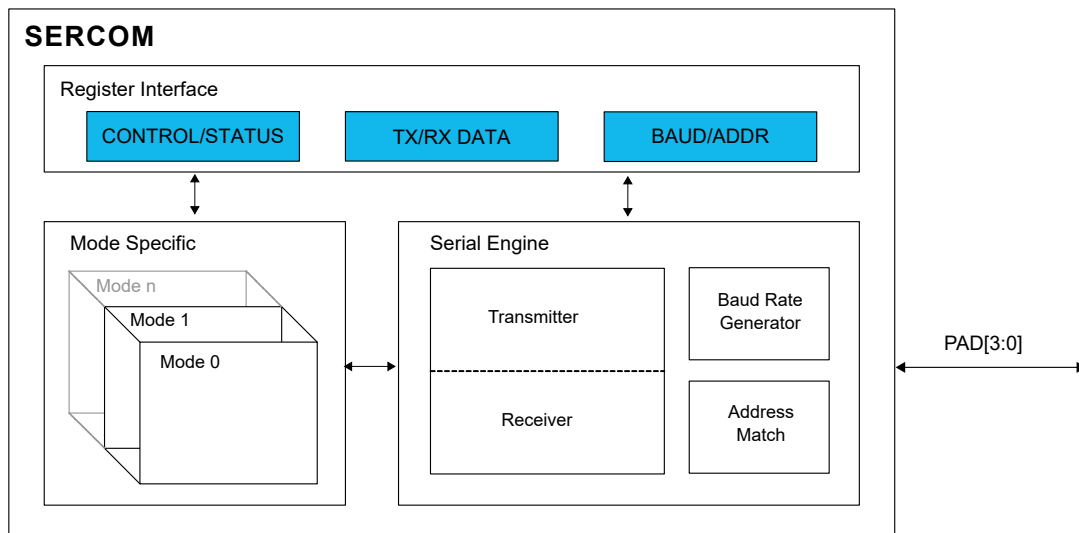 SERCOM
Register Interface
CONTROL/STATUS
TX/RX DATA
BAUD/ADDR
Mode Specific
Mode n
Mode 1
Mode 0
Serial Engine
Transmitter
Receiver
Baud Rate
Generator
Address
Match
PAD[3:0]